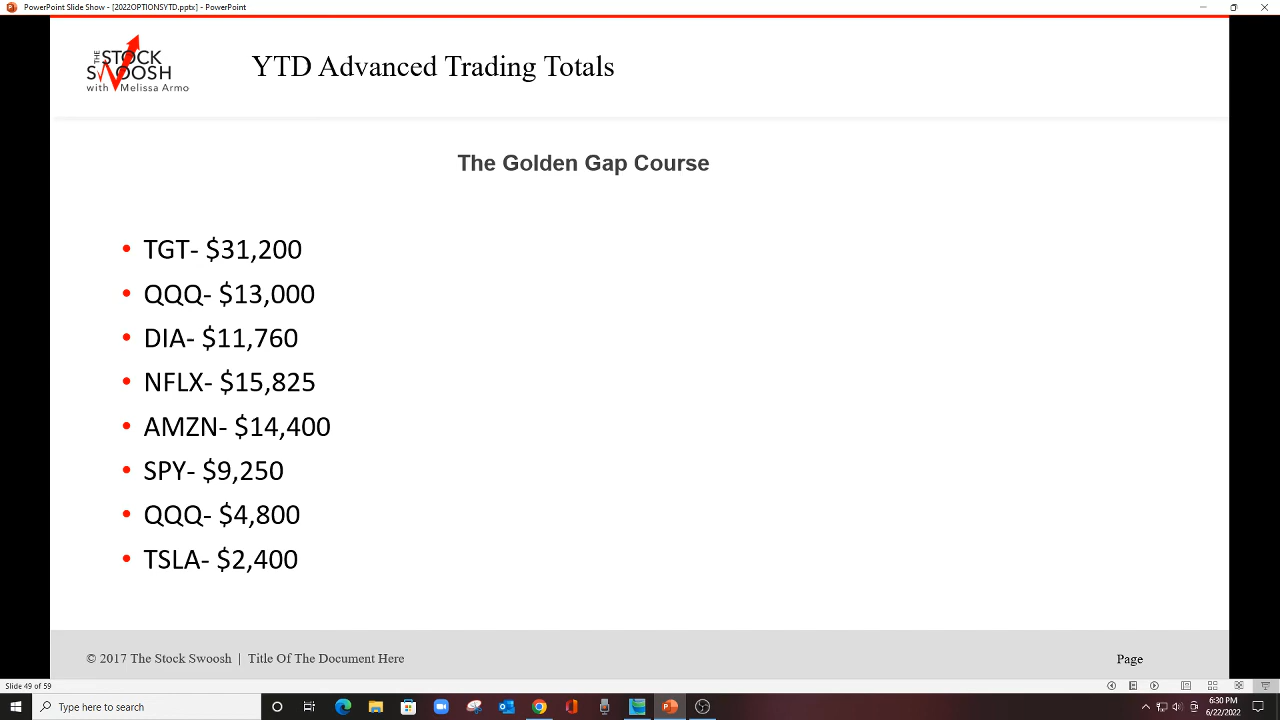 PowerPoint Slide Show - [2022OPTIONSYTD.pptx] - PowerPoint
THE
STOCK
SWOOSH
with Melissa Armo
YTD Advanced Trading Totals
The Golden Gap Course
• TGT- $31,200
• QQQ- $13,000
• DIA- $11,760
• NFLX- $15,825
• AMZN- $14,400
• SPY- $9,250
• QQQ- $4,800
• TSLA- $2,400
© 2017 The Stock Swoosh | Title Of The Document Here
Page
Slide 49 of 59
Type here to search
6:30 PM
6/22/2022